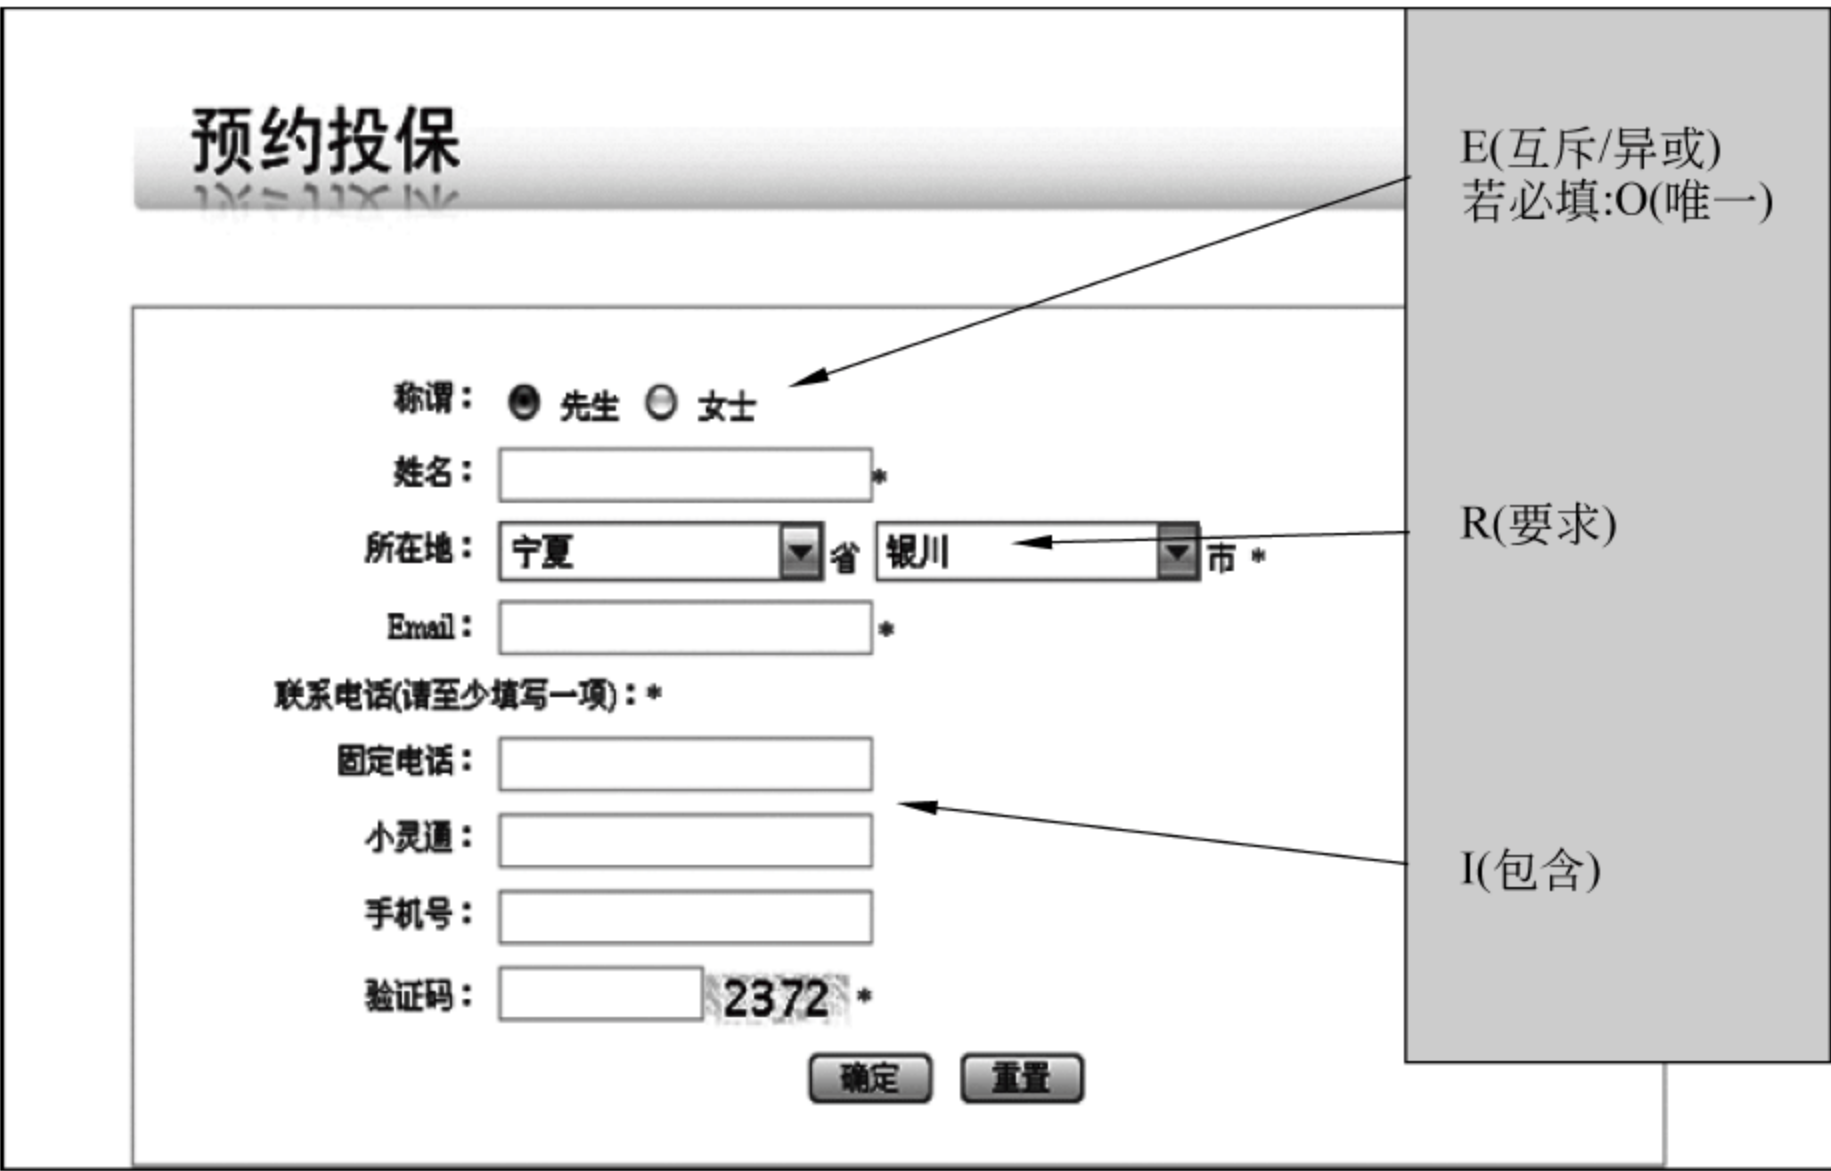 预约投保
E(互斥/异或)
若必填:O(唯一)
称谓： 先生 女士
姓名： *
所在地： 宁夏 省 银川 市 *
R(要求)
Email： *
联系电话(请至少填写一项)：*
固定电话：
小灵通：
I(包含)
手机号：
验证码： 2372 *
确定 重置